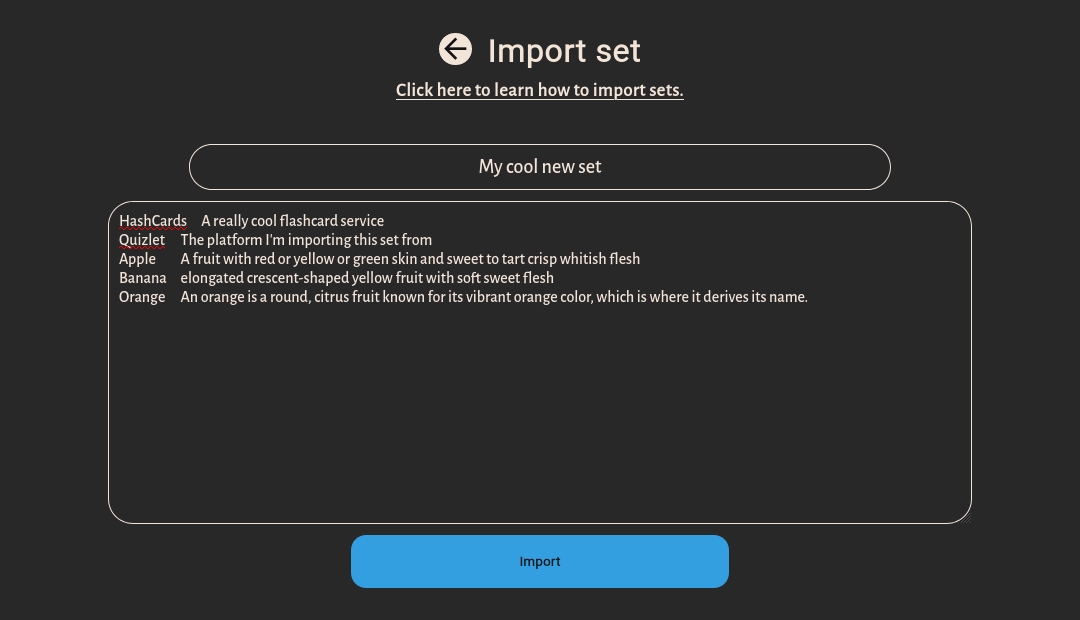 Import set
Click here to learn how to import sets.
My cool new set
HashCards A really cool flashcard service
Quizlet The platform I'm importing this set from
Apple A fruit with red or yellow or green skin and sweet to tart crisp whitish flesh
Banana elongated crescent-shaped yellow fruit with soft sweet flesh
Orange An orange is a round, citrus fruit known for its vibrant orange color, which is where it derives its name.
Import